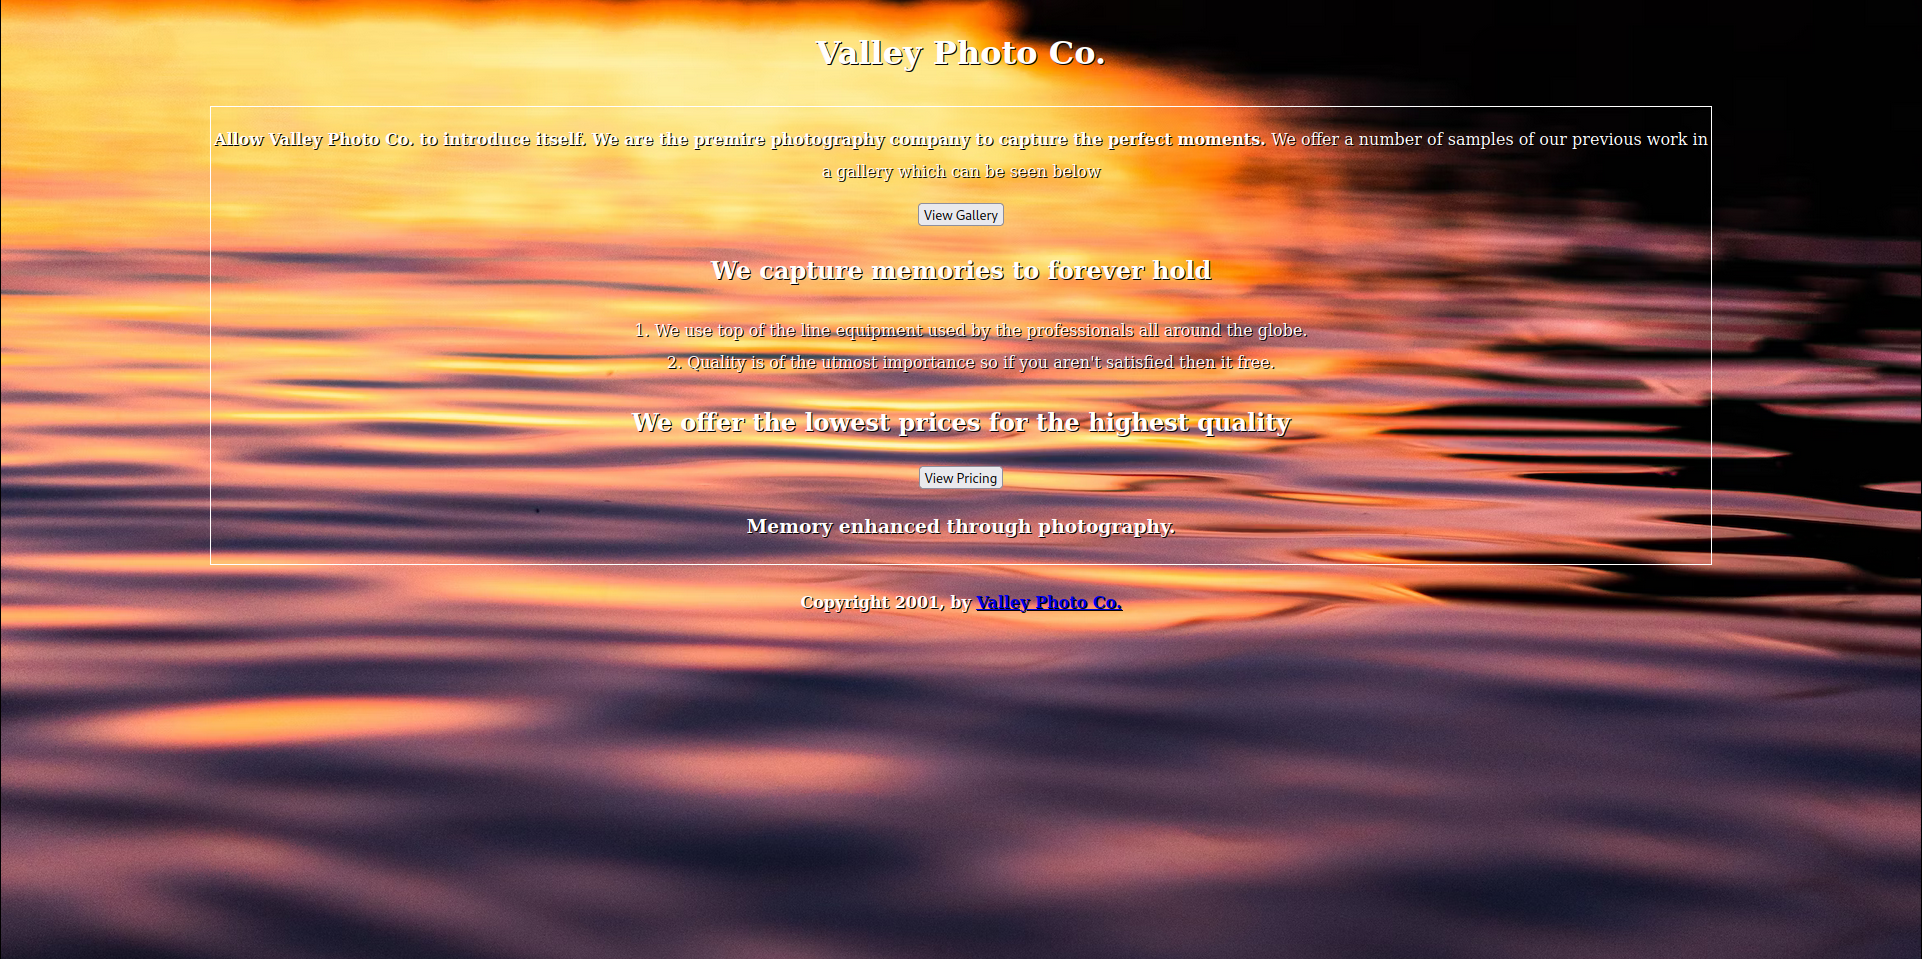 Valley Photo Co.
Allow Valley Photo Co. to introduce itself. We are the premire photography company to capture the perfect moments. We offer a number of samples of our previous work in
a gallery which can be seen below
View Gallery
We capture memories to forever hold
1. We use top of the line equipment used by the professionals all around the globe.
2. Quality is of the utmost importance so if you aren't satisfied then it free.
We offer the lowest prices for the highest quality
View Pricing
Memory enhanced through photography.
Copyright 2001, by Valley Photo Co.